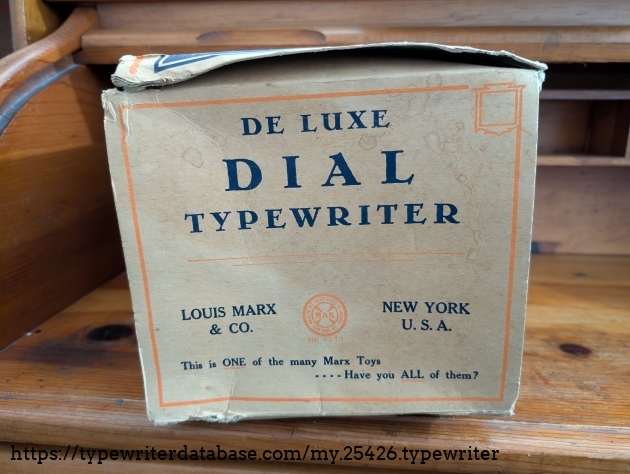 DE LUXE
DIAL
TYPEWRITER
LOUIS MARX
& CO.
MAR
NEW YORK
U. S. A.
This is ONE of the many Marx Toys
---- Have you ALL of them?
https://typewriterdatabase.com/my.25426.typewriter